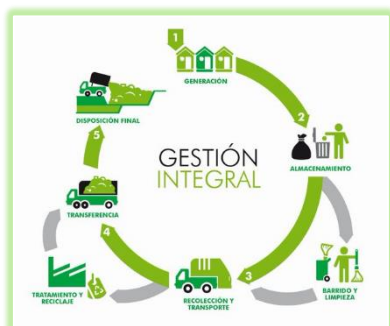 1
GENERACIÓN
2
ALMACENAMIENTO
BARRIDO Y
LIMPIEZA
3
RECOLECCIÓN Y
TRANSPORTE
4
TRATAMIENTO Y
RECICLAJE
TRANSFERENCIA
5
DISPOSICIÓN FINAL
GESTIÓN
INTEGRAL